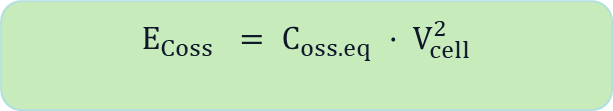 E_Coss = C_oss.eq · V_cell^2